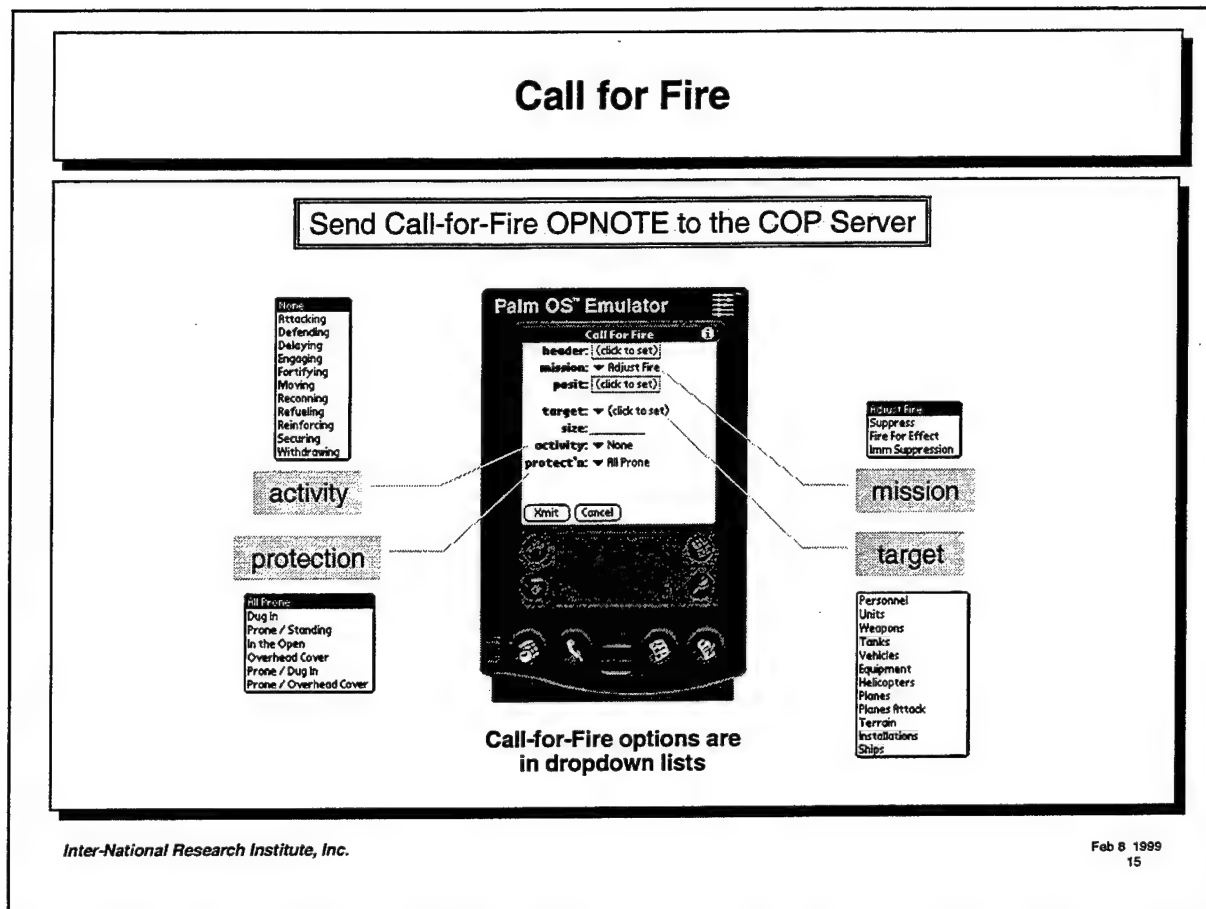 Call for Fire
Send Call-for-Fire OPNOTE to the COP Server
None
Attacking
Defending
Delaying
Engaging
Fortifying
Moving
Reconning
Refueling
Reinforcing
Securing
Withdrawing
activity
protection
All Prone
Dug In
Prone / Standing
In the Open
Overhead Cover
Prone / Dug In
Prone / Overhead Cover
Palm OS™ Emulator
Call For Fire
header: (click to set)
mission: Adjust Fire
posit: (click to set)
target: (click to set)
size:
activity: None
protect'n: All Prone
Xmit Cancel
Call-for-Fire options are
in dropdown lists
Adjust Fire
Suppress
Fire For Effect
Imm Suppression
mission
target
Personnel
Units
Weapons
Tanks
Vehicles
Equipment
Helicopters
Planes
Planes Attack
Terrain
Installations
Ships
Inter-National Research Institute, Inc.
Feb 8 1999
15